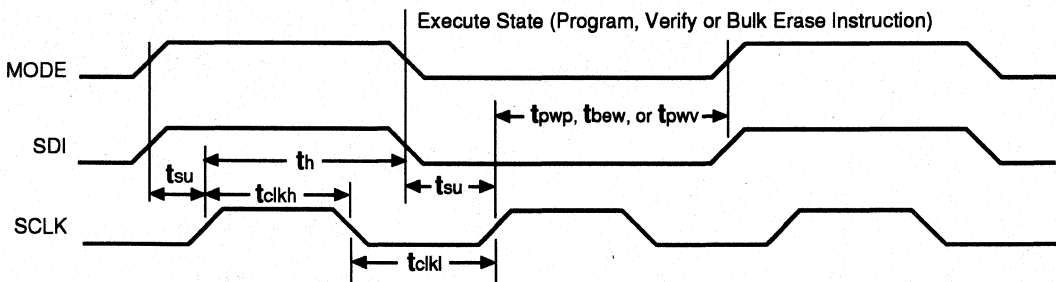 Execute State (Program, Verify or Bulk Erase Instruction)
MODE
tpwp, tbew, or tpwv
SDI
tsu
th
tsu
tclkh
SCLK
tclkl